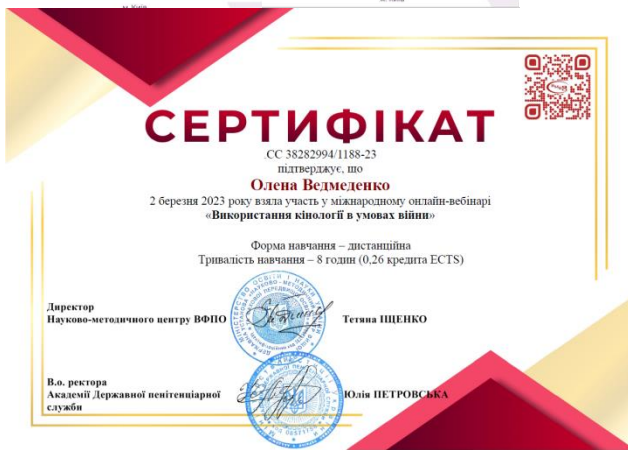 СЕРТИФІКАТ
СС 38282994/1188-23
підтверджує, що
Олена Ведмеденко
2 березня 2023 року взяла участь у міжнародному онлайн-вебінарі
«Використання кінології в умовах війни»
Форма навчання – дистанційна
Тривалість навчання – 8 годин (0,26 кредита ECTS)
Директор
Науково-методичного центру ВФПО
Тетяна ІЩЕНКО
В.о. ректора
Академії Державної пенітенціарної
служби
Юлія ПЕТРОВСЬКА